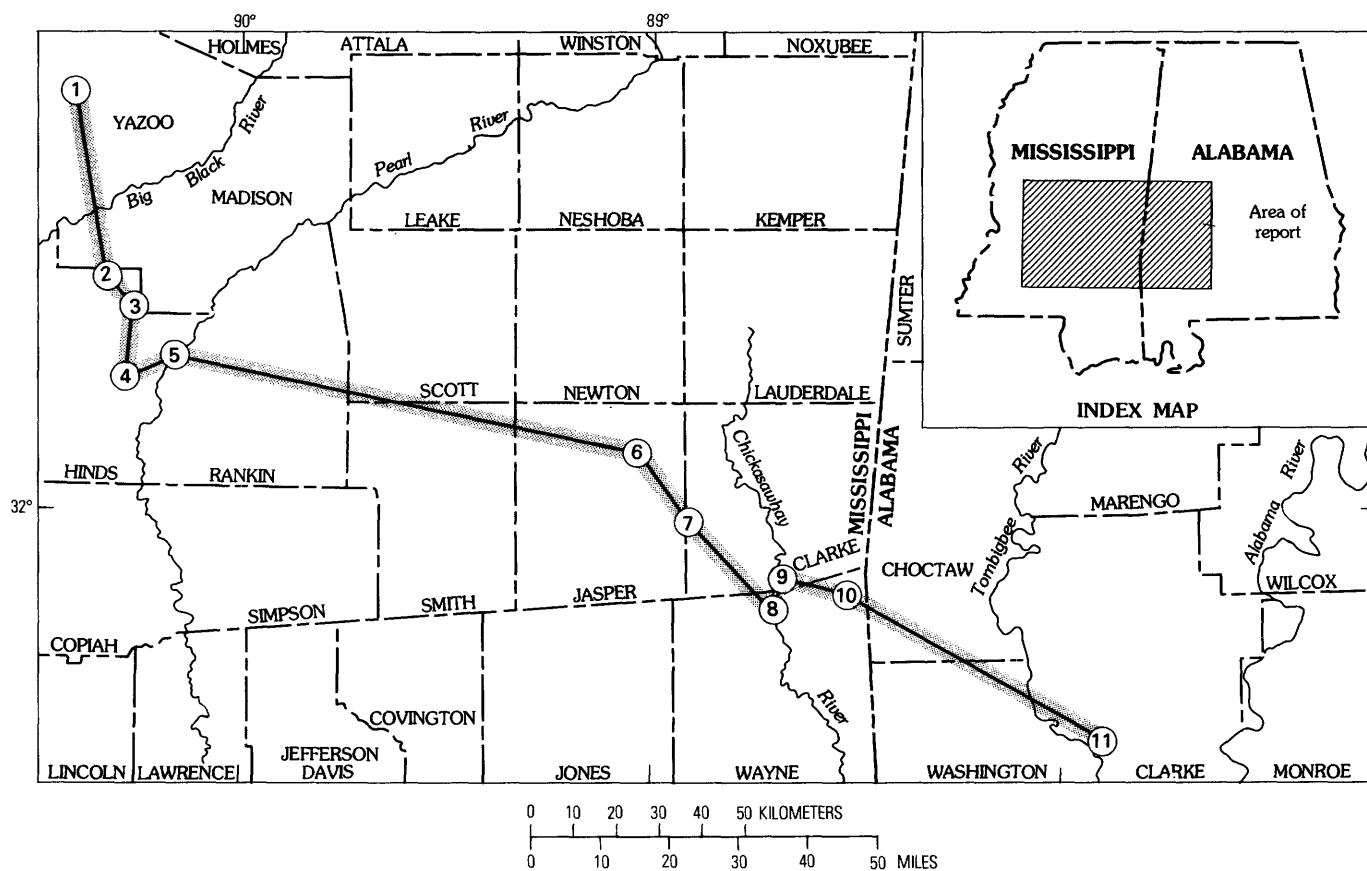 90°
89°
HOLMES
ATTALA
WINSTON
NOXUBEE
1
YAZOO
River
Black
Big
MADISON
River
Pearl
LEAKE
NESHOBA
KEMPER
SUMTER
MISSISSIPPI
ALABAMA
Area of
report
INDEX MAP
2
3
4
5
SCOTT
NEWTON
LAUDERDALE
MISSISSIPPI
ALABAMA
6
Chickasawhay
River
HINDS
RANKIN
32°
7
Tombigbee
River
MARENGO
Alabama
River
CLARKE
9
10
8
CHOCTAW
WILCOX
JASPER
SMITH
SIMPSON
COPIAH
COVINGTON
11
LINCOLN
LAWRENCE
JEFFERSON
DAVIS
JONES
WAYNE
WASHINGTON
CLARKE
MONROE
0 10 20 30 40 50 KILOMETERS
0 10 20 30 40 50 MILES